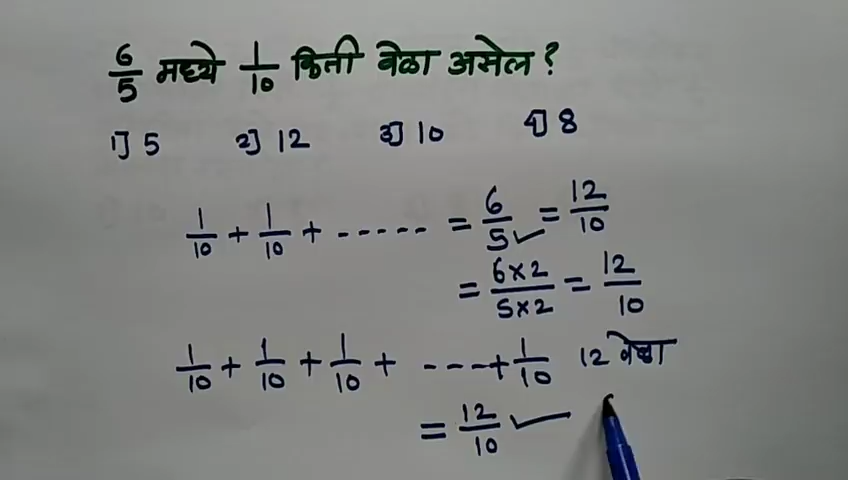 6/5 मध्ये 1/10 किती वेळा असेल ?
1] 5 2] 12 3] 10 4] 8
1/10 + 1/10 + ----- = 6/5 ✓ = 12/10
= 6×2/5×2 = 12/10
1/10 + 1/10 + 1/10 + ---+ 1/10 12 वेळा
= 12/10 ✓